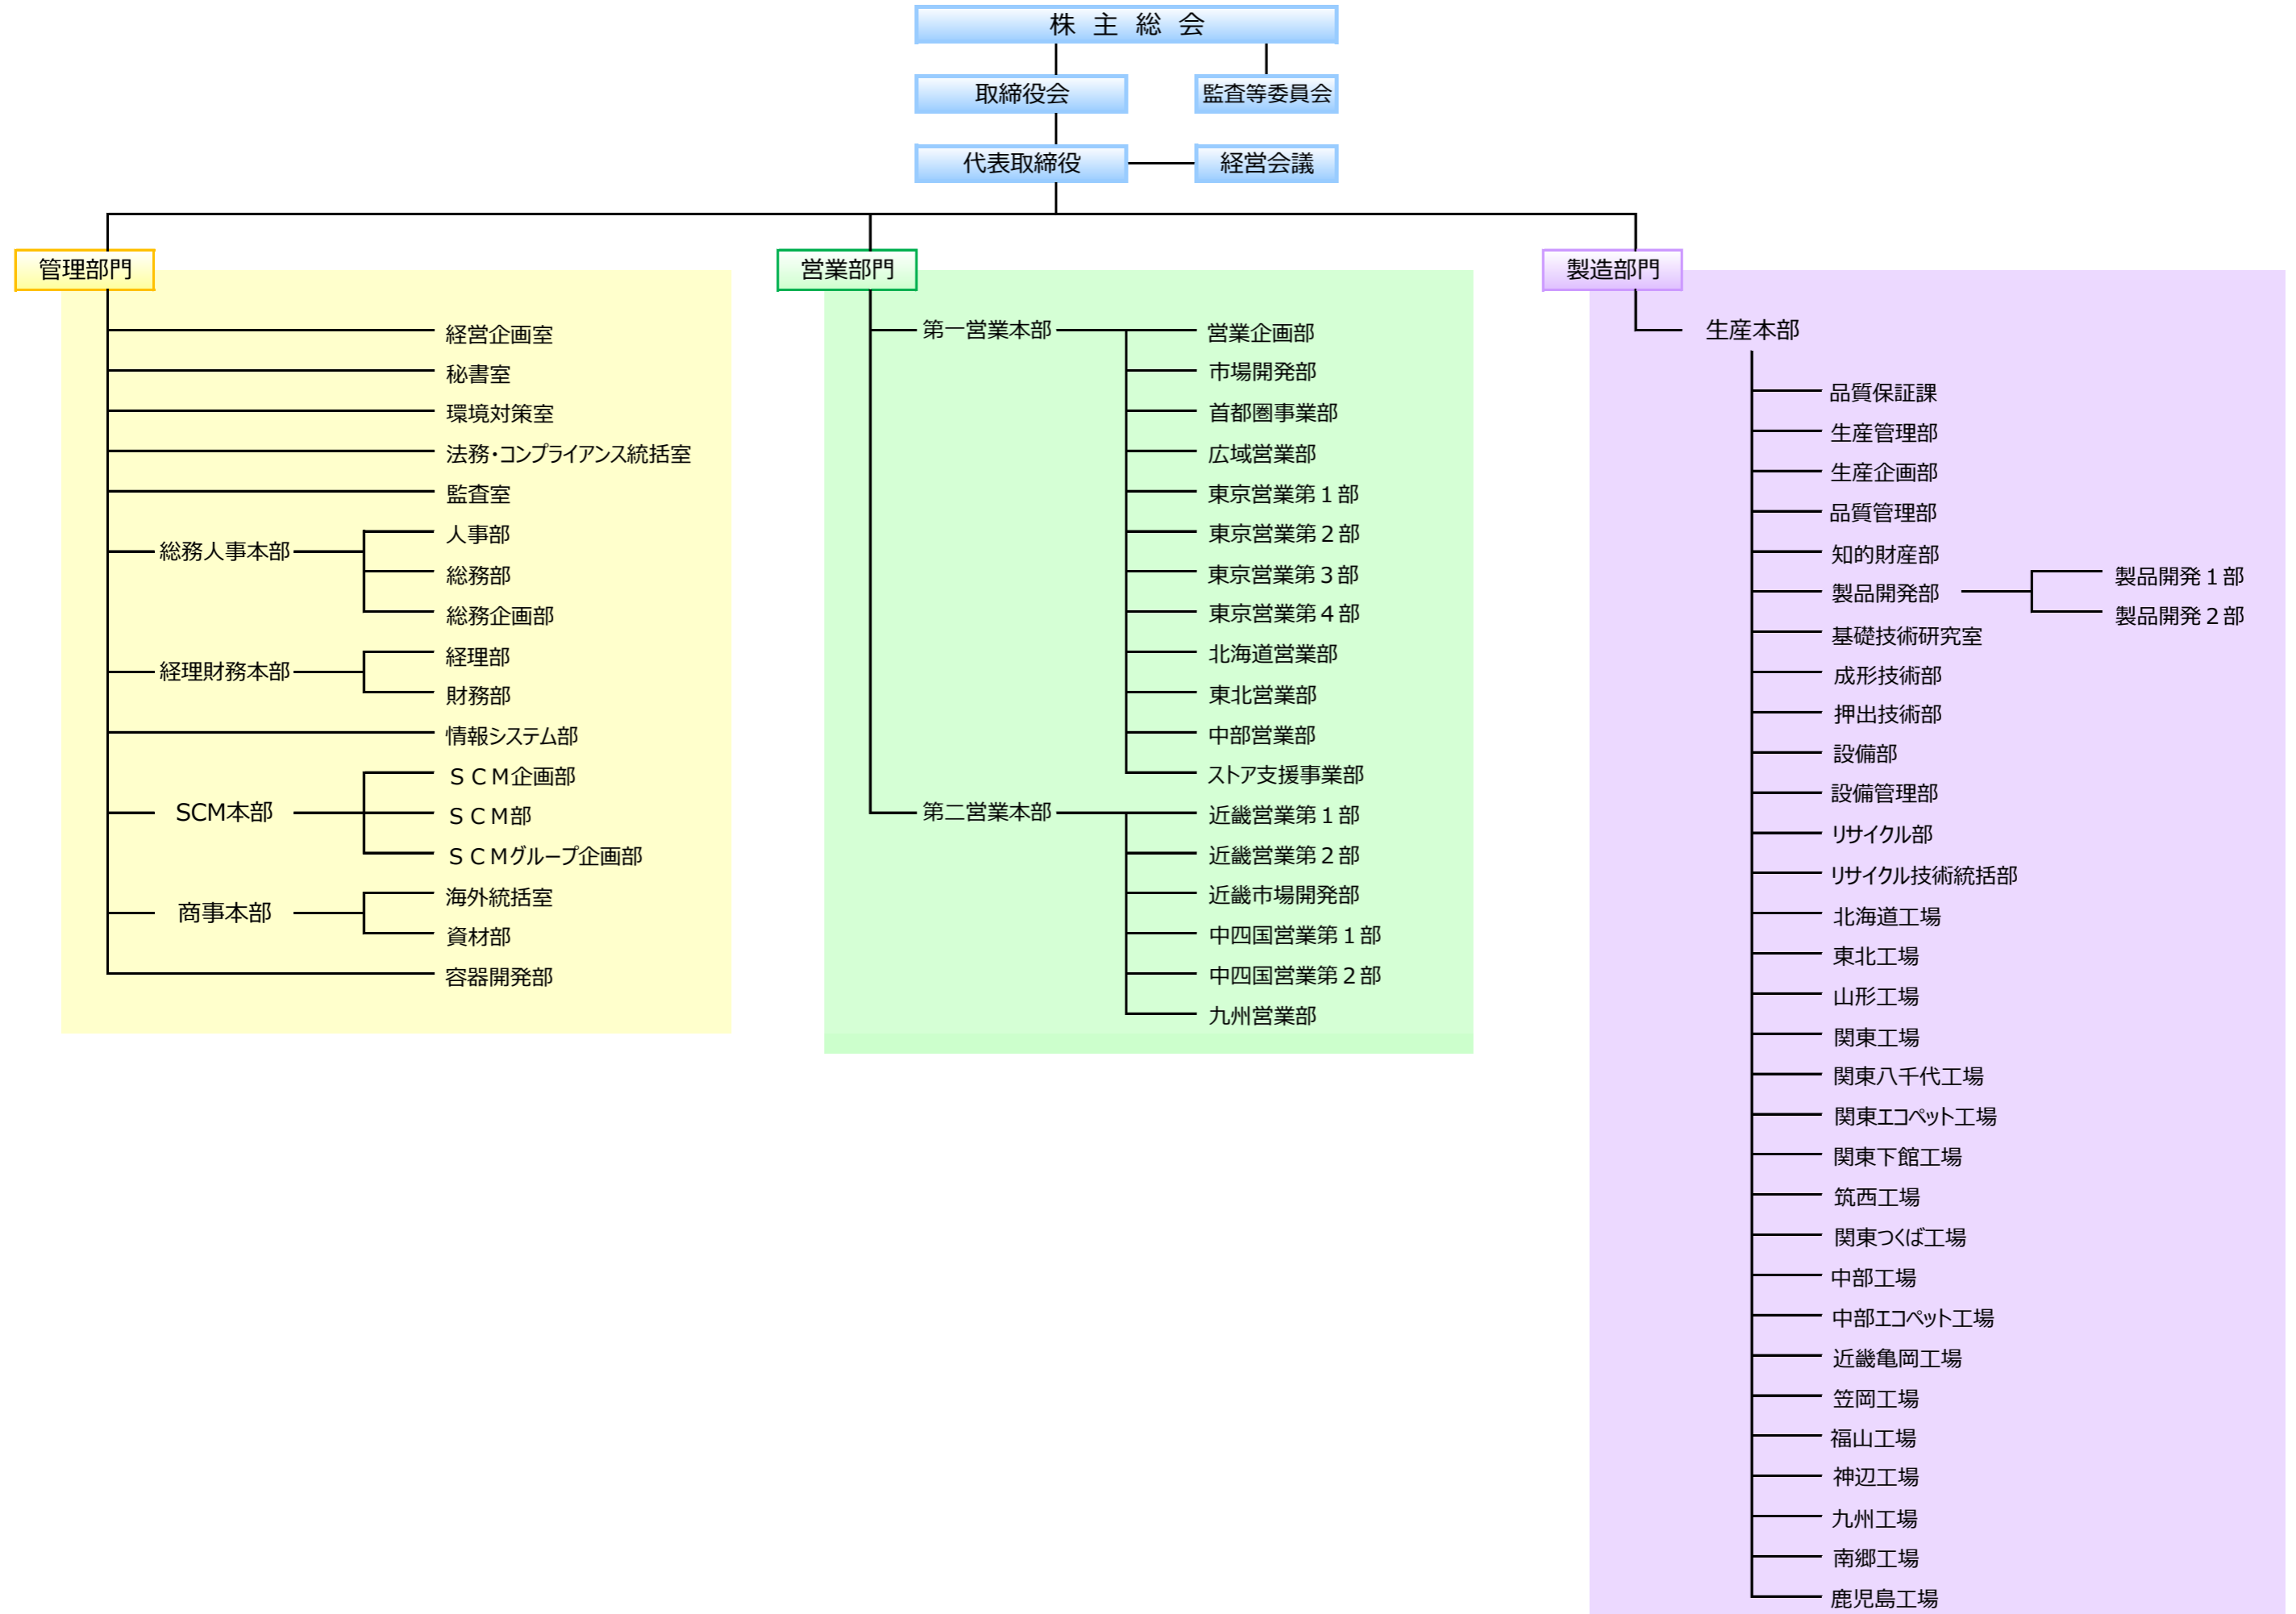 株 主 総 会
取締役会
監査等委員会
代表取締役
経営会議
管理部門
経営企画室
秘書室
環境対策室
法務・コンプライアンス統括室
監査室
総務人事本部
人事部
総務部
総務企画部
経理財務本部
経理部
財務部
情報システム部
SCM本部
ＳＣＭ企画部
ＳＣＭ部
ＳＣＭグループ企画部
商事本部
海外統括室
資材部
容器開発部
営業部門
第一営業本部
営業企画部
市場開発部
首都圏事業部
広域営業部
東京営業第１部
東京営業第２部
東京営業第３部
東京営業第４部
北海道営業部
東北営業部
中部営業部
ストア支援事業部
第二営業本部
近畿営業第１部
近畿営業第２部
近畿市場開発部
中四国営業第１部
中四国営業第２部
九州営業部
製造部門
生産本部
品質保証課
生産管理部
生産企画部
品質管理部
知的財産部
製品開発部
製品開発１部
製品開発２部
基礎技術研究室
成形技術部
押出技術部
設備部
設備管理部
リサイクル部
リサイクル技術統括部
北海道工場
東北工場
山形工場
関東工場
関東八千代工場
関東エコペット工場
関東下館工場
筑西工場
関東つくば工場
中部工場
中部エコペット工場
近畿亀岡工場
笠岡工場
福山工場
神辺工場
九州工場
南郷工場
鹿児島工場